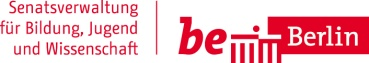 Senatsverwaltung
für Bildung, Jugend
und Wissenschaft
be Berlin